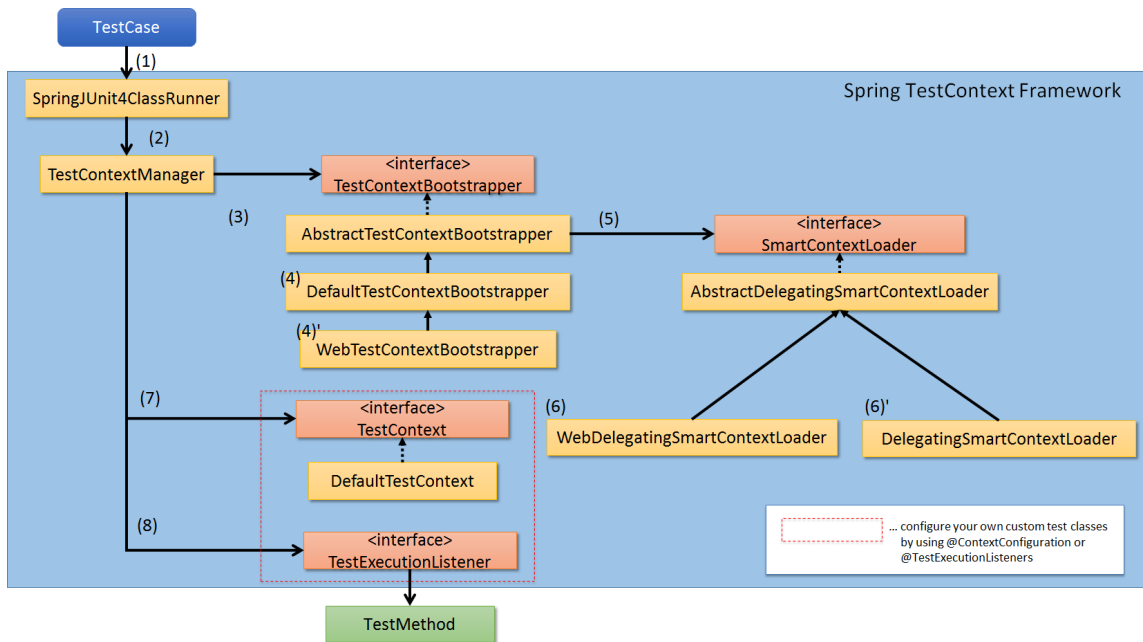 TestCase
(1)
Spring TestContext Framework
SpringJUnit4ClassRunner
(2)
TestContextManager
<interface>
TestContextBootstrapper
(3)
AbstractTestContextBootstrapper
(5)
<interface>
SmartContextLoader
(4)
DefaultTestContextBootstrapper
AbstractDelegatingSmartContextLoader
(4)'
WebTestContextBootstrapper
(7)
<interface>
TestContext
(6)
WebDelegatingSmartContextLoader
(6)'
DelegatingSmartContextLoader
DefaultTestContext
(8)
<interface>
TestExecutionListener
... configure your own custom test classes
by using @ContextConfiguration or
@TestExecutionListeners
TestMethod